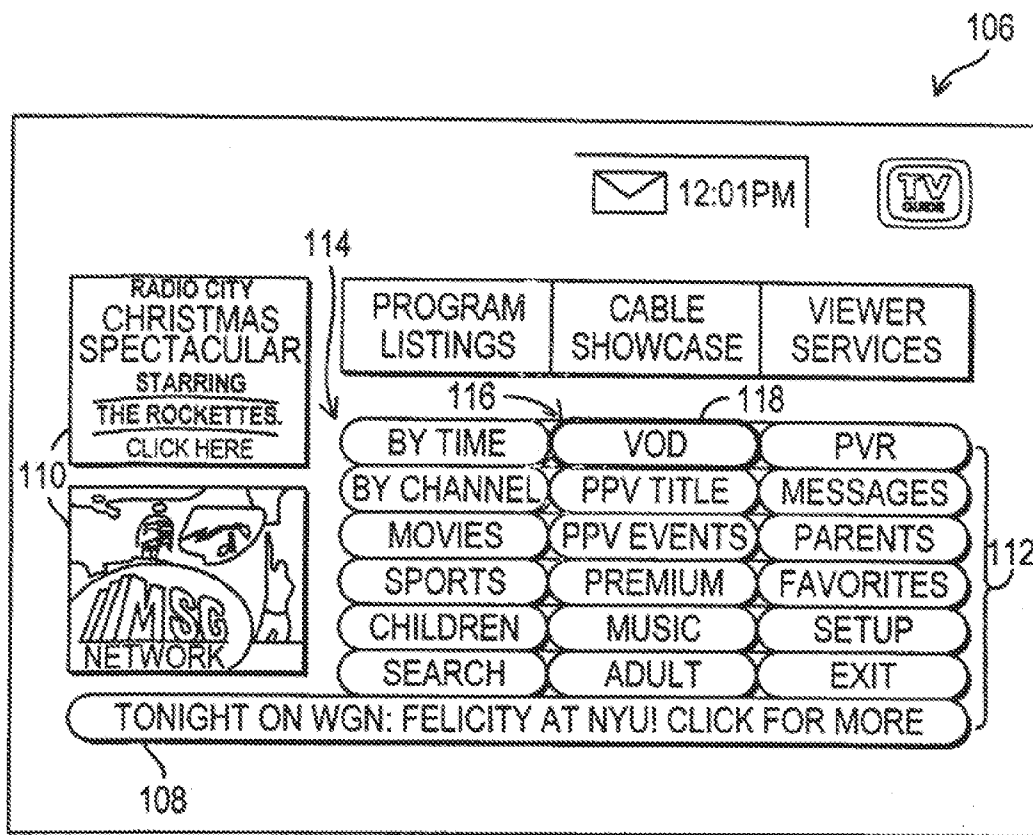 106
12:01PM
TV
GUIDE
114
RADIO CITY
CHRISTMAS
SPECTACULAR
STARRING
THE ROCKETTES.
CLICK HERE
110
MSG
NETWORK
PROGRAM
LISTINGS
CABLE
SHOWCASE
VIEWER
SERVICES
116
118
BY TIME VOD PVR
BY CHANNEL PPV TITLE MESSAGES
MOVIES PPV EVENTS PARENTS
112
SPORTS PREMIUM FAVORITES
CHILDREN MUSIC SETUP
SEARCH ADULT EXIT
TONIGHT ON WGN: FELICITY AT NYU! CLICK FOR MORE
108